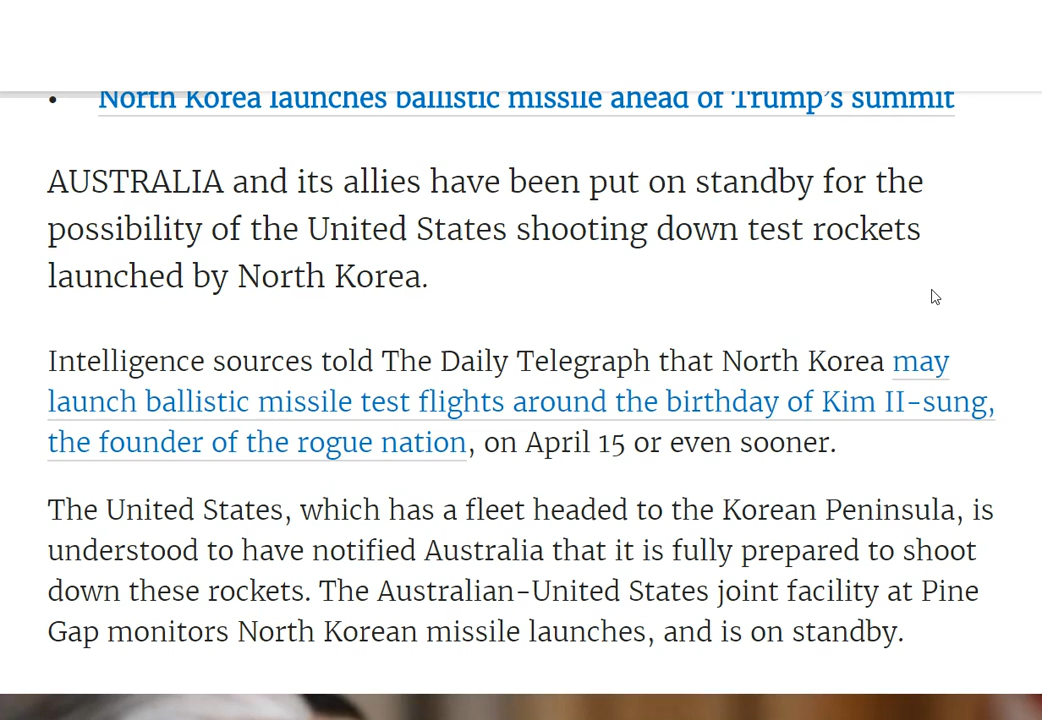 • North Korea launches ballistic missile ahead of Trump's summit
AUSTRALIA and its allies have been put on standby for the
possibility of the United States shooting down test rockets
launched by North Korea.
Intelligence sources told The Daily Telegraph that North Korea may
launch ballistic missile test flights around the birthday of Kim II-sung,
the founder of the rogue nation, on April 15 or even sooner.
The United States, which has a fleet headed to the Korean Peninsula, is
understood to have notified Australia that it is fully prepared to shoot
down these rockets. The Australian-United States joint facility at Pine
Gap monitors North Korean missile launches, and is on standby.